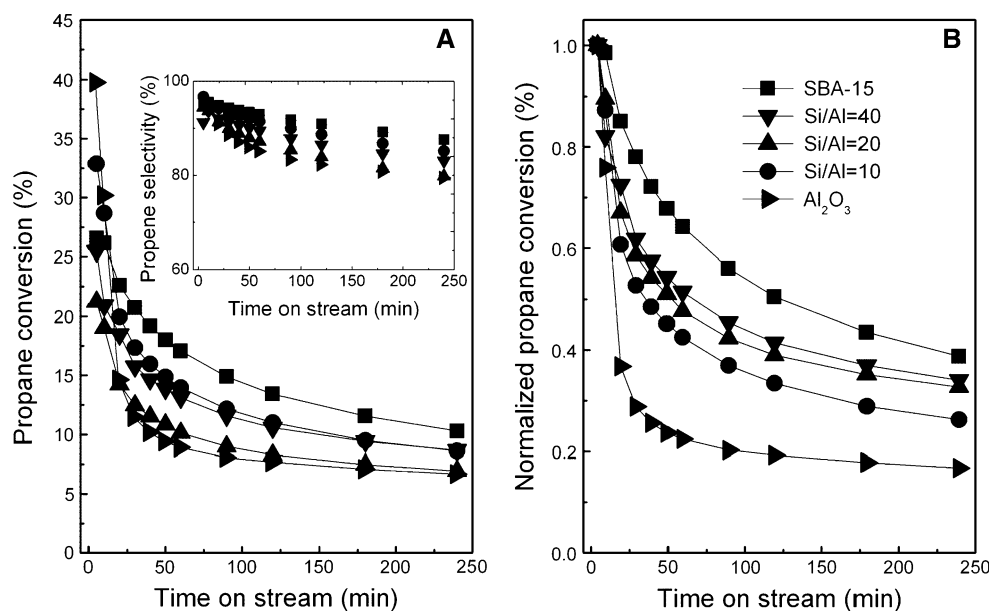 A
Propane conversion (%)
45
40
35
30
25
20
15
10
5
0
0 50 100 150 200 250
Time on stream (min)
Propene selectivity (%)
100
80
60
0 50 100 150 200 250
Time on stream (min)
B
Normalized propane conversion (%)
1.0
0.8
0.6
0.4
0.2
0.0
0 50 100 150 200 250
Time on stream (min)
SBA-15
Si/Al=40
Si/Al=20
Si/Al=10
Al₂O₃